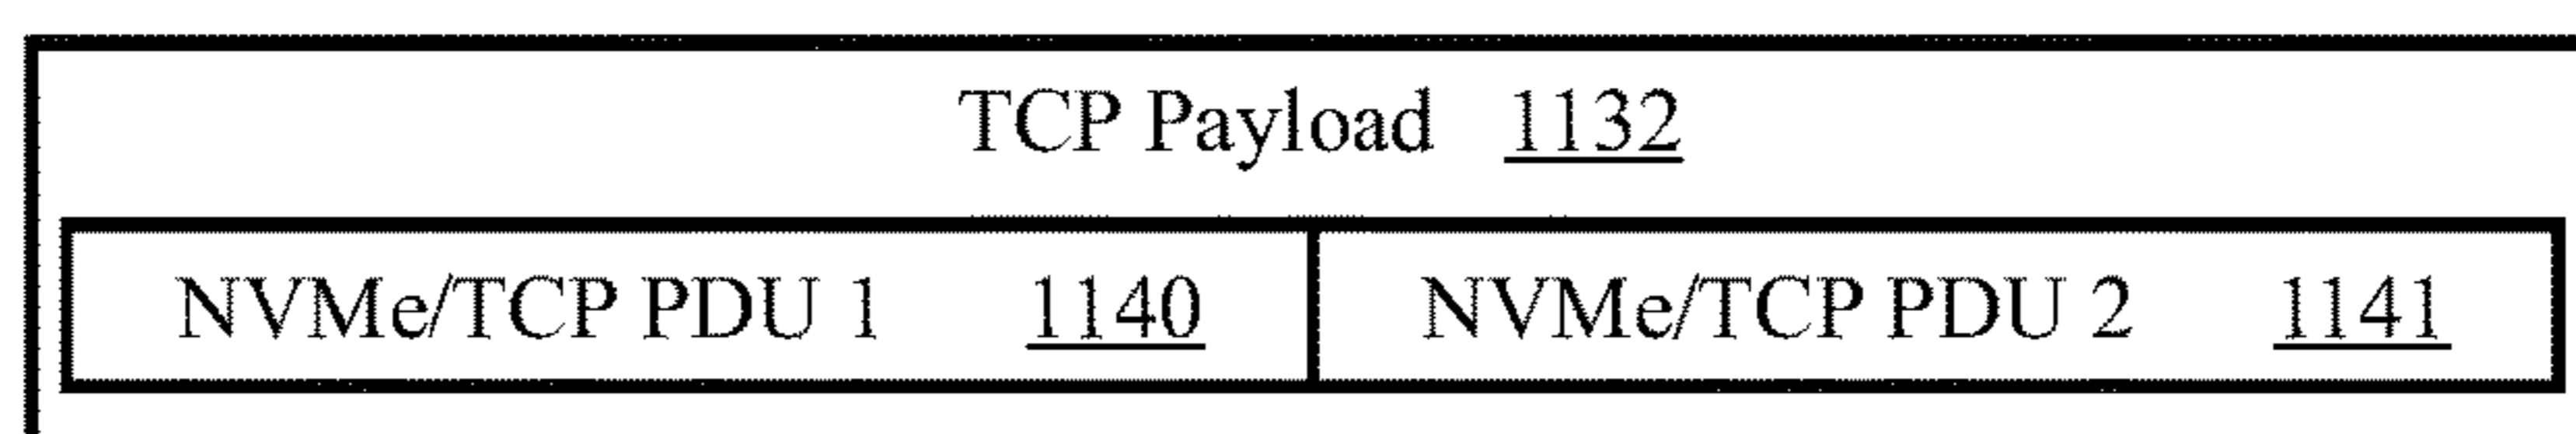 TCP Payload 1132
NVMe/TCP PDU 1 1140 NVMe/TCP PDU 2 1141